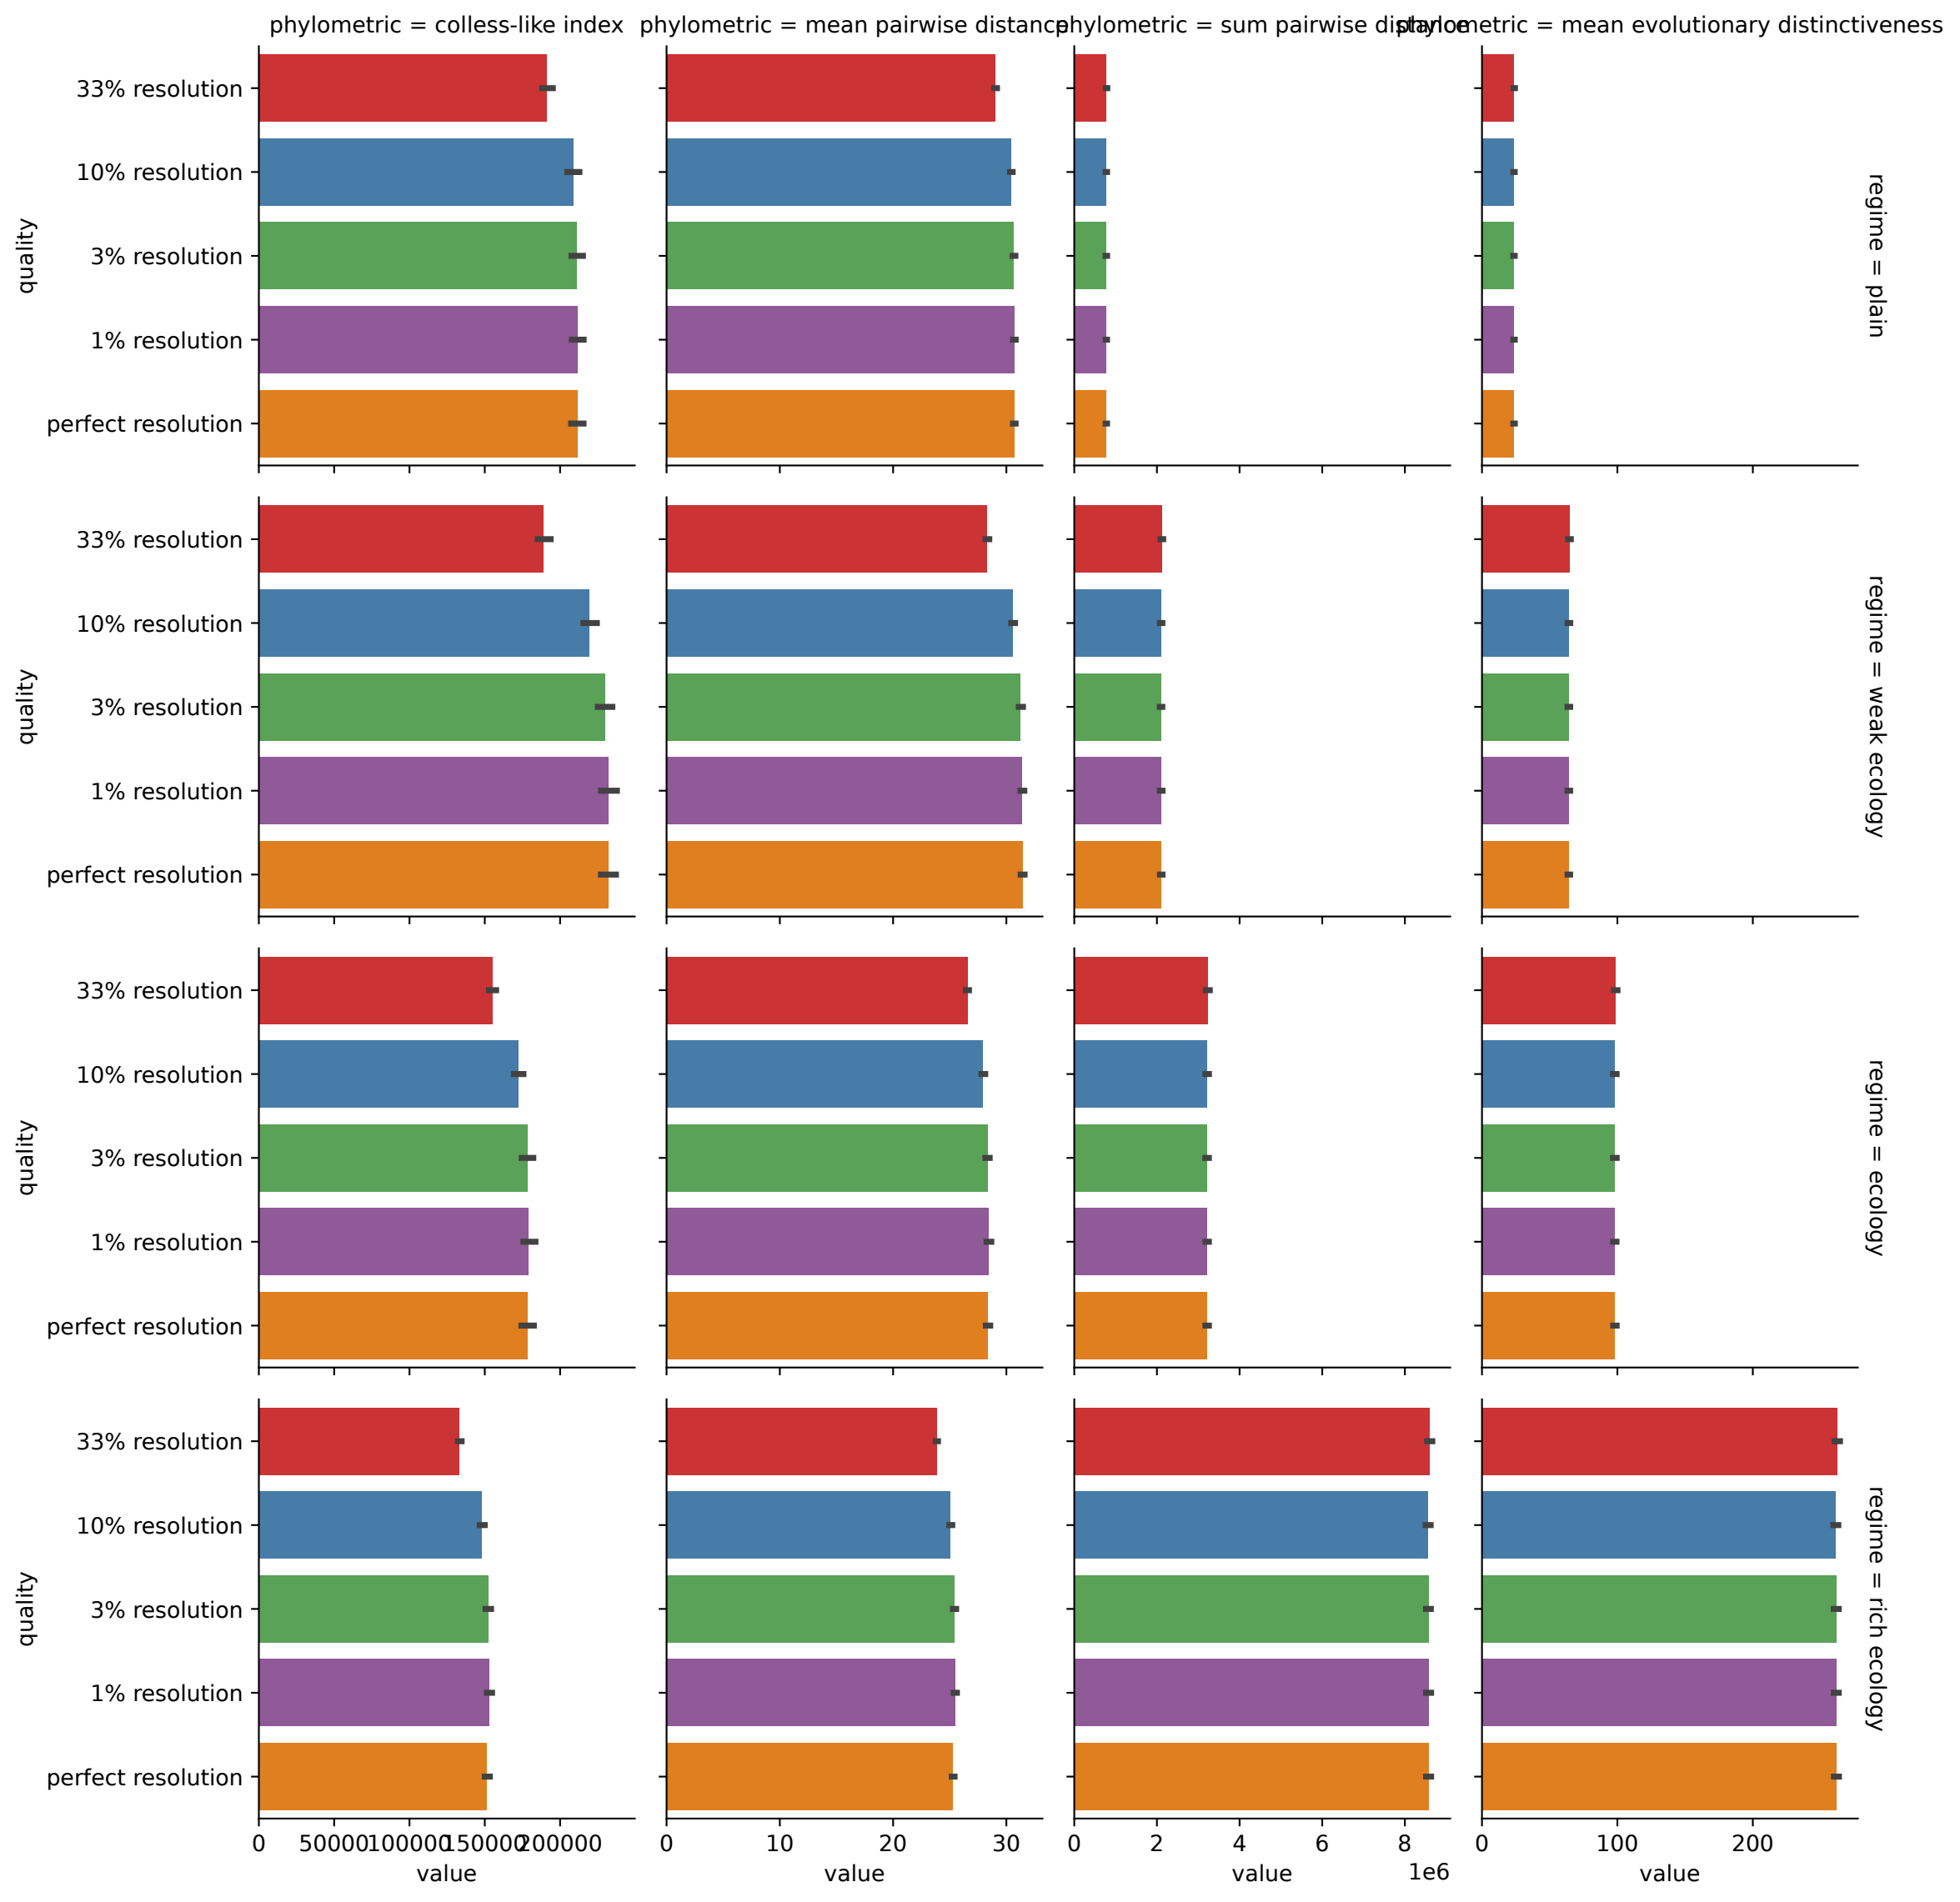 phylometric = colless-like index
phylometric = mean pairwise distance
phylometric = sum pairwise distance
phylometric = mean evolutionary distinctiveness
quality
33% resolution
10% resolution
3% resolution
1% resolution
perfect resolution
regime = plain
quality
33% resolution
10% resolution
3% resolution
1% resolution
perfect resolution
regime = weak ecology
quality
33% resolution
10% resolution
3% resolution
1% resolution
perfect resolution
regime = ecology
quality
33% resolution
10% resolution
3% resolution
1% resolution
perfect resolution
regime = rich ecology
0 50000 100000 150000 200000
0 10 20 30
0 2 4 6 8
0 100 200
1e6
value
value
value
value